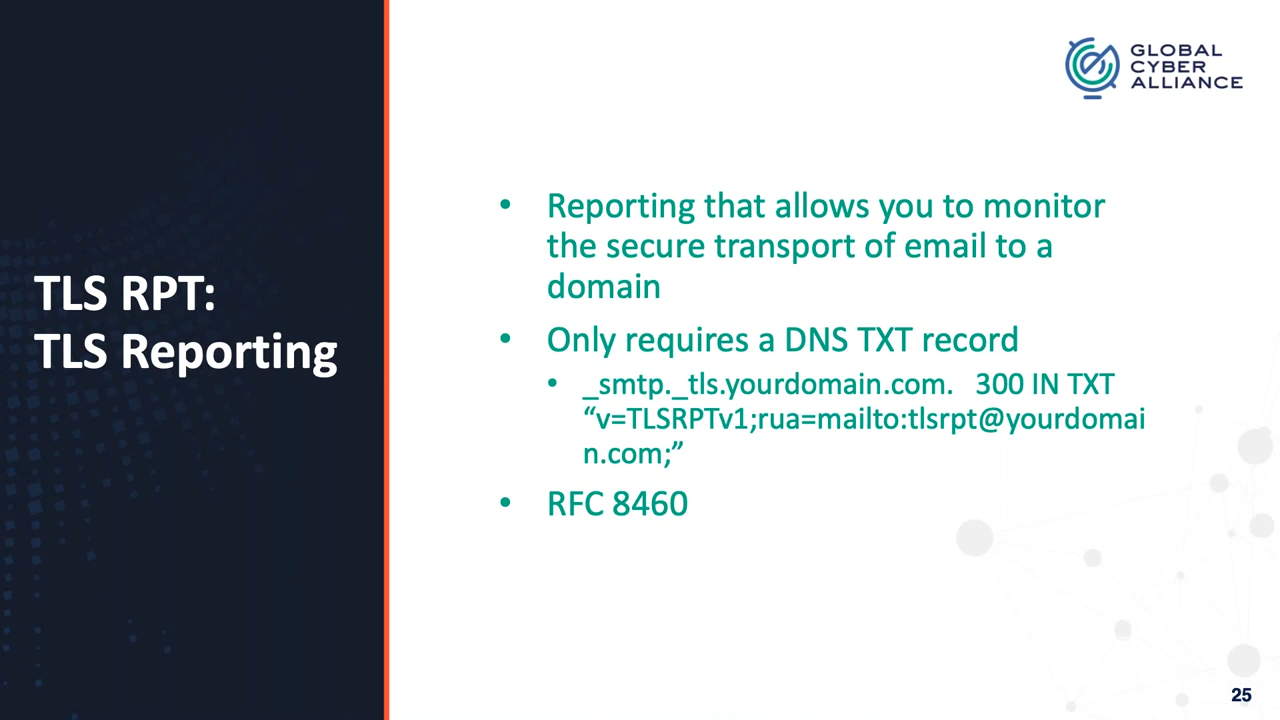 GLOBAL
CYBER
ALLIANCE
TLS RPT:
TLS Reporting
• Reporting that allows you to monitor
the secure transport of email to a
domain
• Only requires a DNS TXT record
• _smtp._tls.yourdomain.com.   300 IN TXT
“v=TLSRPTv1;rua=mailto:tlsrpt@yourdomai
n.com;”
• RFC 8460
25